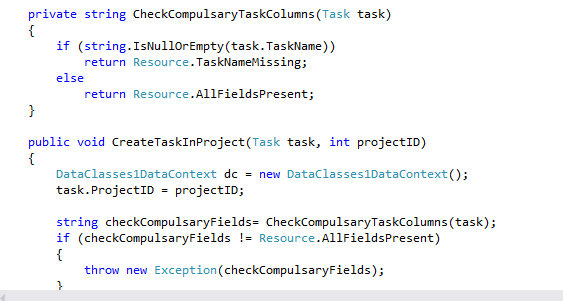 private string CheckCompulsaryTaskColumns(Task task)
{
if (string.IsNullOrEmpty(task.TaskName))
return Resource.TaskNameMissing;
else
return Resource.AllFieldsPresent;
}
public void CreateTaskInProject(Task task, int projectID)
{
DataClasses1DataContext dc = new DataClasses1DataContext();
task.ProjectID = projectID;
string checkCompulsaryFields= CheckCompulsaryTaskColumns(task);
if (checkCompulsaryFields != Resource.AllFieldsPresent)
{
throw new Exception(checkCompulsaryFields);
}